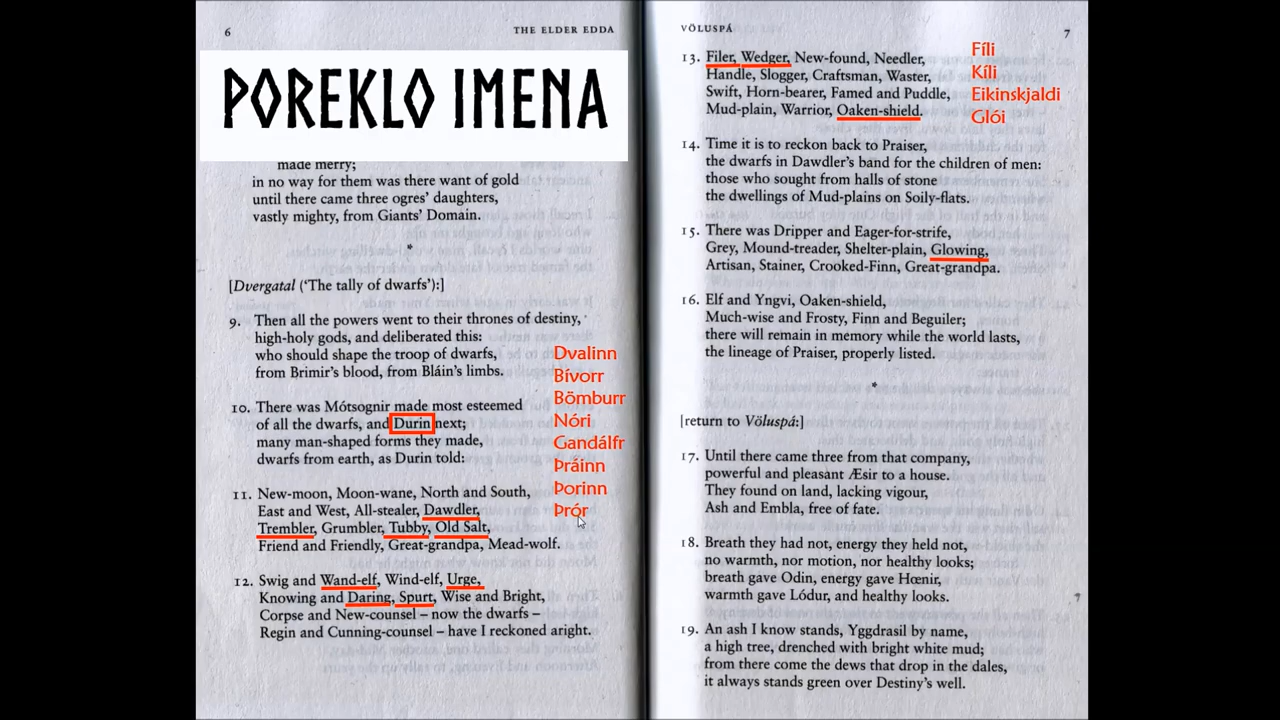 6
THE ELDER EDDA
POREKLO IMENA
made merry;
in no way for them was there want of gold
until there came three ogres' daughters,
vastly mighty, from Giants' Domain.
*
[Dvergatal ('The tally of dwarfs'):]
9. Then all the powers went to their thrones of destiny,
high-holy gods, and deliberated this:
who should shape the troop of dwarfs,
from Brimir's blood, from Bláin's limbs.
10. There was Mótsognir made most esteemed
of all the dwarfs, and Durin next;
many man-shaped forms they made,
dwarfs from earth, as Durin told:
11. New-moon, Moon-wane, North and South,
East and West, All-stealer, Dawdler,
Trembler, Grumbler, Tubby, Old Salt,
Friend and Friendly, Great-grandpa, Mead-wolf.
12. Swig and Wand-elf, Wind-elf, Urge,
Knowing and Daring, Spurt, Wise and Bright,
Corpse and New-counsel – now the dwarfs –
Regin and Cunning-counsel – have I reckoned aright.
Dvalinn
Bívorr
Bömburr
Nóri
Gandálfr
Þráinn
Þorinn
Þrór
VÖLUSPÁ
7
13. Filer, Wedger, New-found, Needler,
Handle, Slogger, Craftsman, Waster,
Swift, Horn-bearer, Famed and Puddle,
Mud-plain, Warrior, Oaken-shield.
Fíli
Kíli
Eikinskjaldi
Glói
14. Time it is to reckon back to Praiser,
the dwarfs in Dawdler's band for the children of men:
those who sought from halls of stone
the dwellings of Mud-plains on Soily-flats.
15. There was Dripper and Eager-for-strife,
Grey, Mound-treader, Shelter-plain, Glowing,
Artisan, Stainer, Crooked-Finn, Great-grandpa.
16. Elf and Yngvi, Oaken-shield,
Much-wise and Frosty, Finn and Beguiler;
there will remain in memory while the world lasts,
the lineage of Praiser, properly listed.
*
[return to Völuspá:]
17. Until there came three from that company,
powerful and pleasant Æsir to a house.
They found on land, lacking vigour,
Ash and Embla, free of fate.
18. Breath they had not, energy they held not,
no warmth, nor motion, nor healthy looks;
breath gave Odin, energy gave Hœnir,
warmth gave Lódur, and healthy looks.
19. An ash I know stands, Yggdrasil by name,
a high tree, drenched with bright white mud;
from there come the dews that drop in the dales,
it always stands green over Destiny's well.